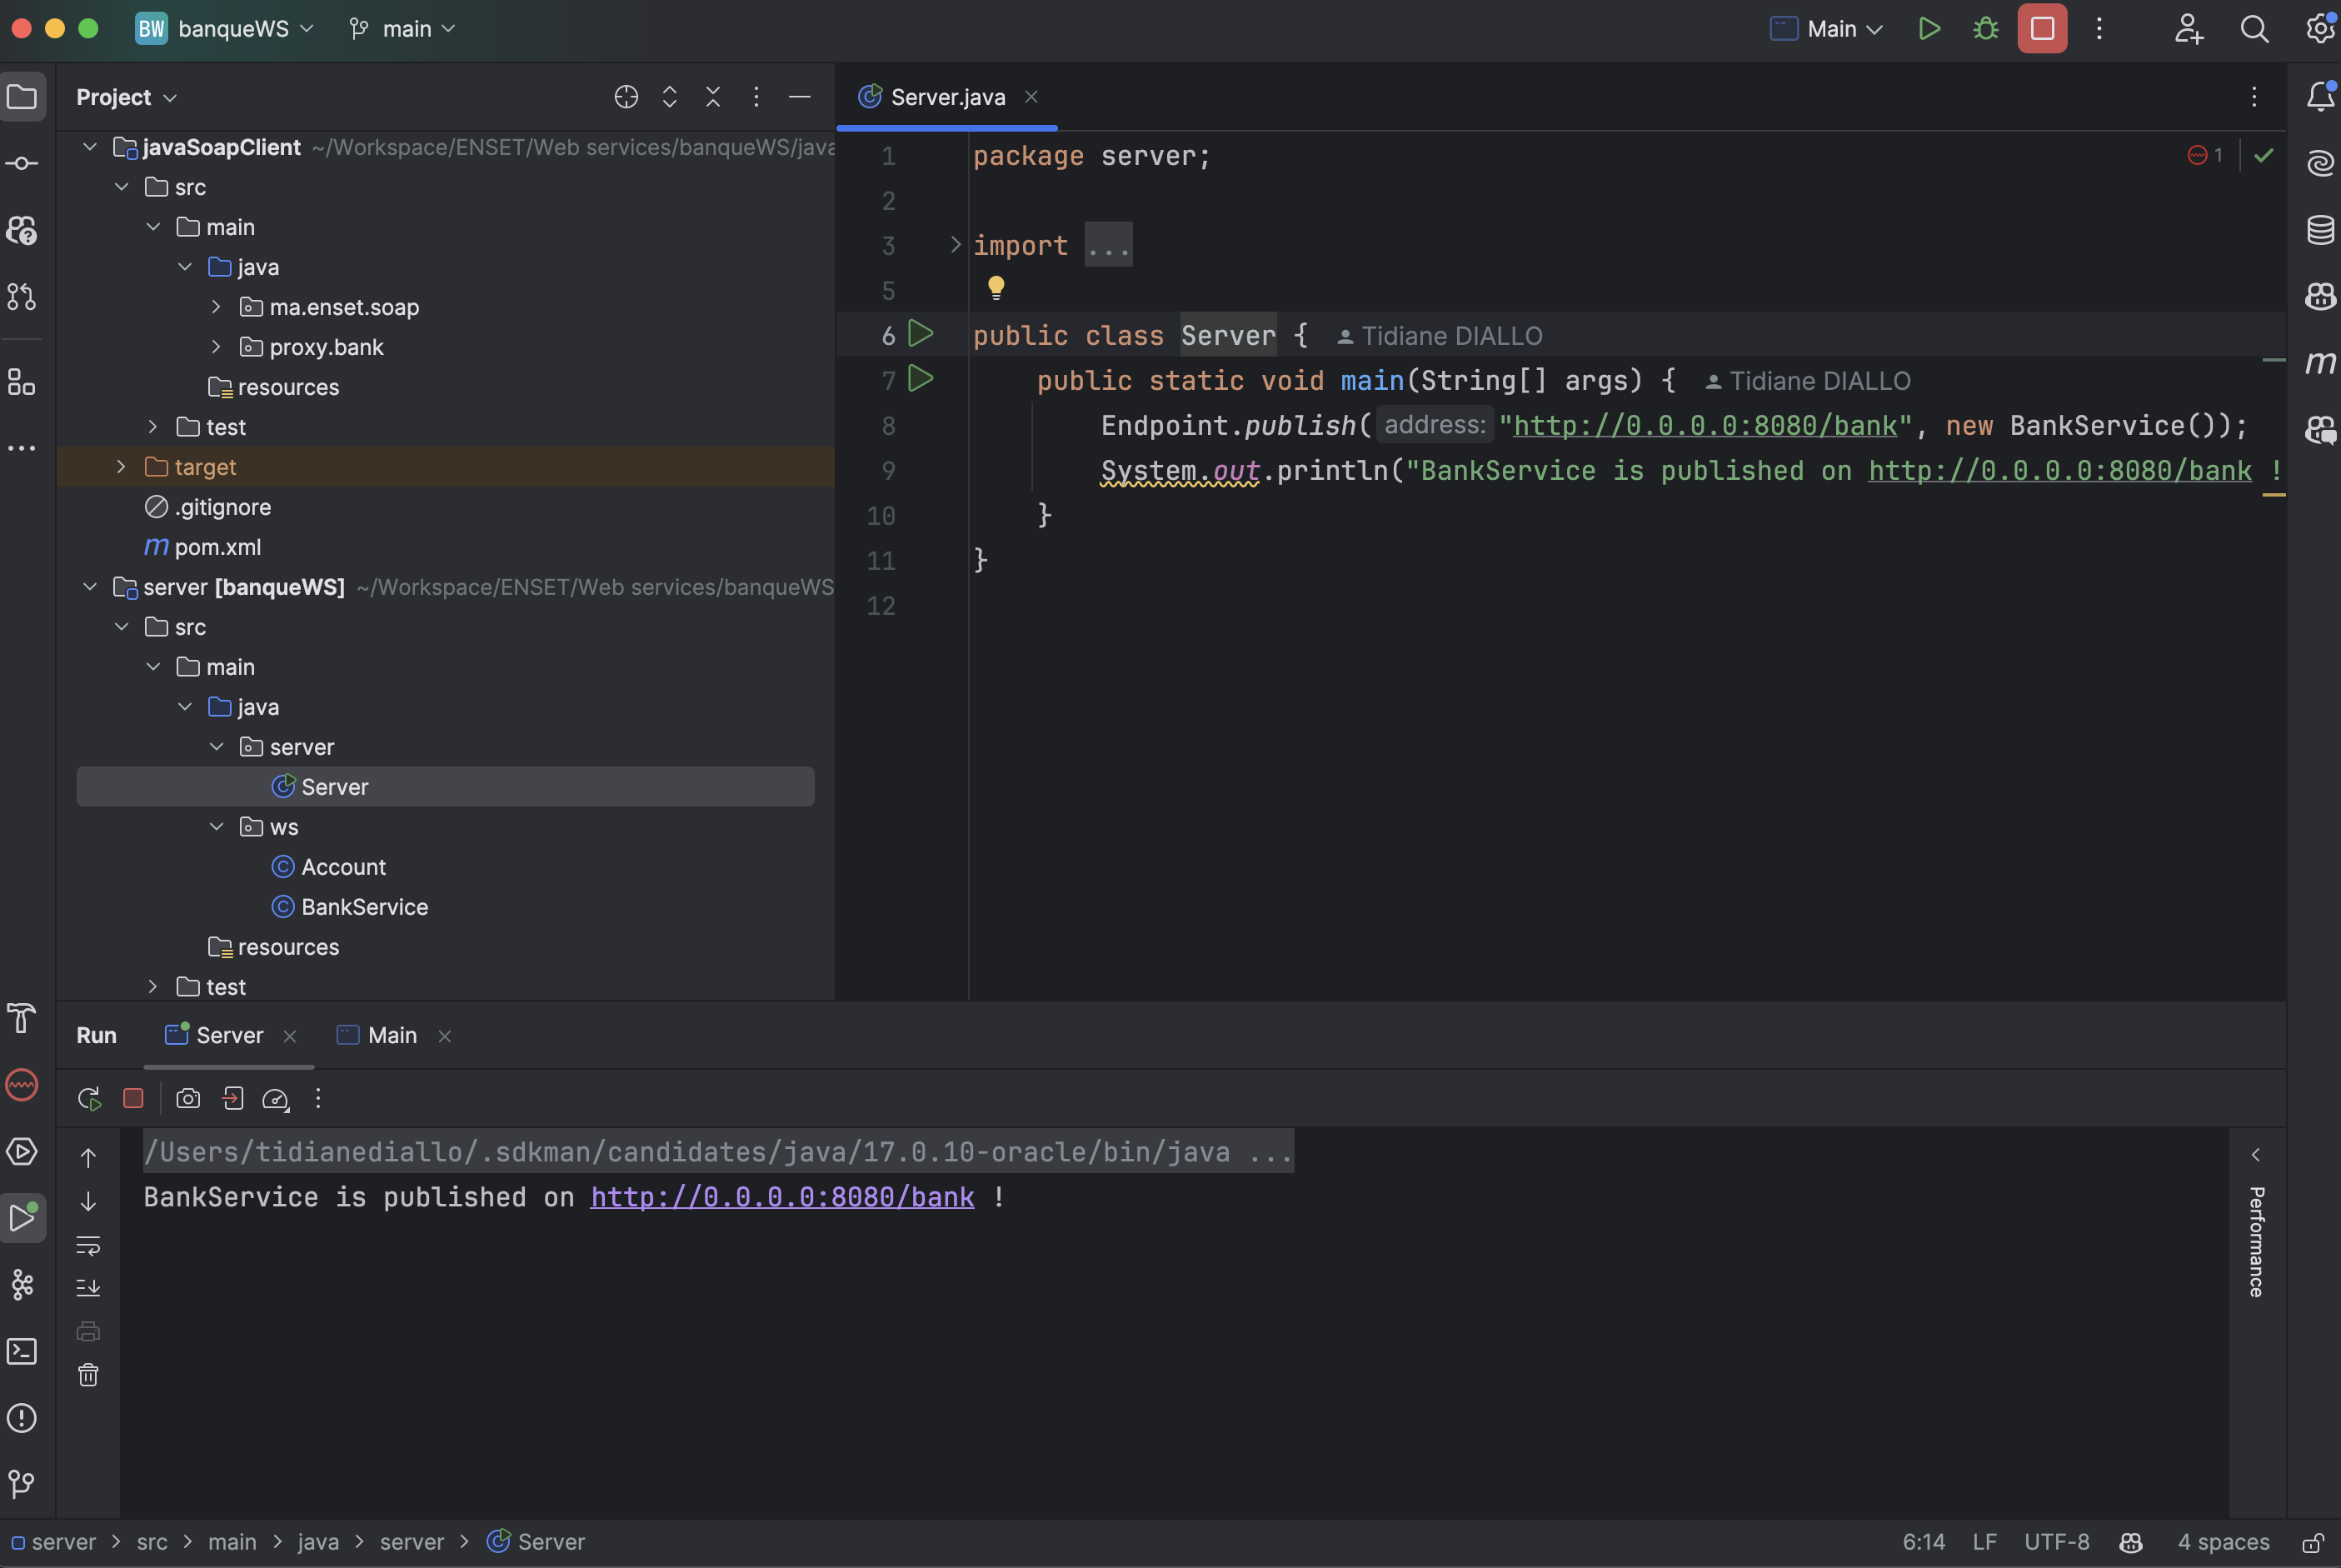 BW banqueWS main Main
Project
javaSoapClient ~/Workspace/ENSET/Web services/banqueWS/java
src
main
java
ma.enset.soap
proxy.bank
resources
test
target
.gitignore
pom.xml
server [banqueWS] ~/Workspace/ENSET/Web services/banqueWS
src
main
java
server
Server
ws
Account
BankService
resources
test
Server.java
1 package server;
1
2
3 import ...
5
6 public class Server { Tidiane DIALLO
7 public static void main(String[] args) { Tidiane DIALLO
8 Endpoint.publish( address: "http://0.0.0.0:8080/bank", new BankService());
9 System.out.println("BankService is published on http://0.0.0.0:8080/bank !
10 }
11 }
12
Run Server Main
/Users/tidianediallo/.sdkman/candidates/java/17.0.10-oracle/bin/java ...
BankService is published on http://0.0.0.0:8080/bank !
Performance
server > src > main > java > server > Server
6:14 LF UTF-8 4 spaces